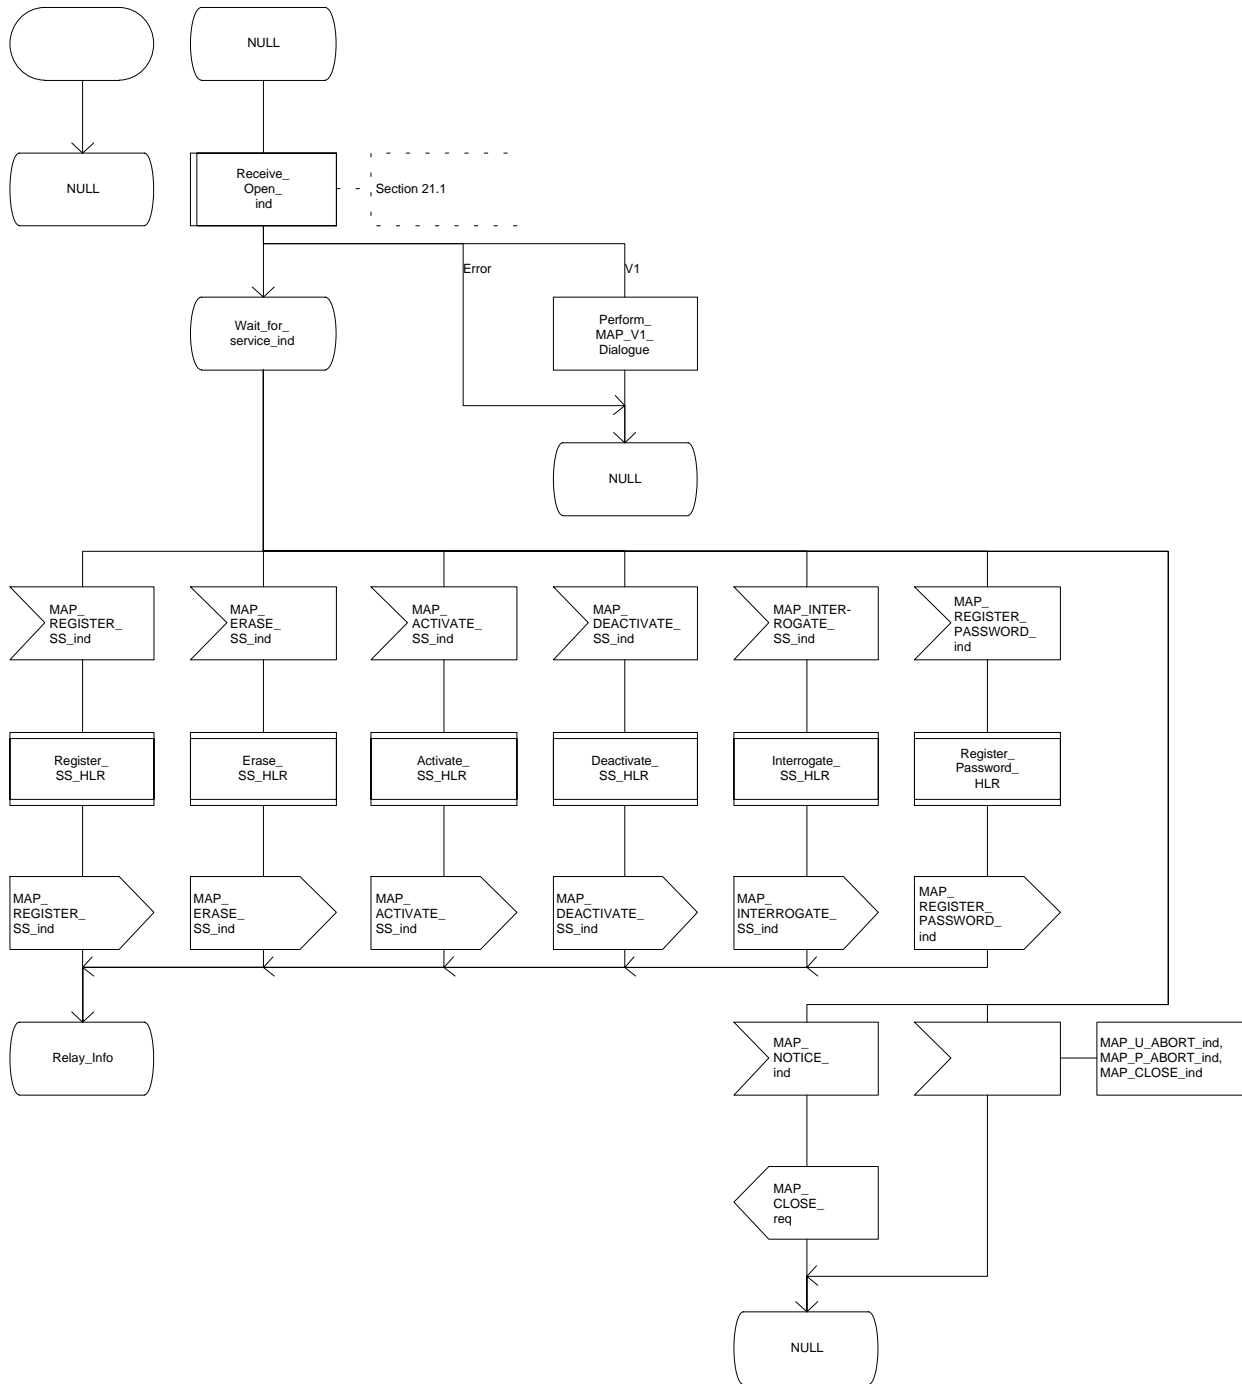 NULL
NULL
Receive_
Open_
ind
Section 21.1
Error
V1
Wait_for_
service_ind
Perform_
MAP_V1_
Dialogue
NULL
MAP_
REGISTER_
SS_ind
MAP_
ERASE_
SS_ind
MAP_
ACTIVATE_
SS_ind
MAP_
DEACTIVATE_
SS_ind
MAP_INTER-
ROGATE_
SS_ind
MAP_
REGISTER_
PASSWORD_
ind
Register_
SS_HLR
Erase_
SS_HLR
Activate_
SS_HLR
Deactivate_
SS_HLR
Interrogate_
SS_HLR
Register_
Password_
HLR
MAP_
REGISTER_
SS_ind
MAP_
ERASE_
SS_ind
MAP_
ACTIVATE_
SS_ind
MAP_
DEACTIVATE_
SS_ind
MAP_
INTERROGATE_
SS_ind
MAP_
REGISTER_
PASSWORD_
ind
Relay_Info
MAP_
NOTICE_
ind
MAP_U_ABORT_ind,
MAP_P_ABORT_ind,
MAP_CLOSE_ind
MAP_
CLOSE_
req
NULL